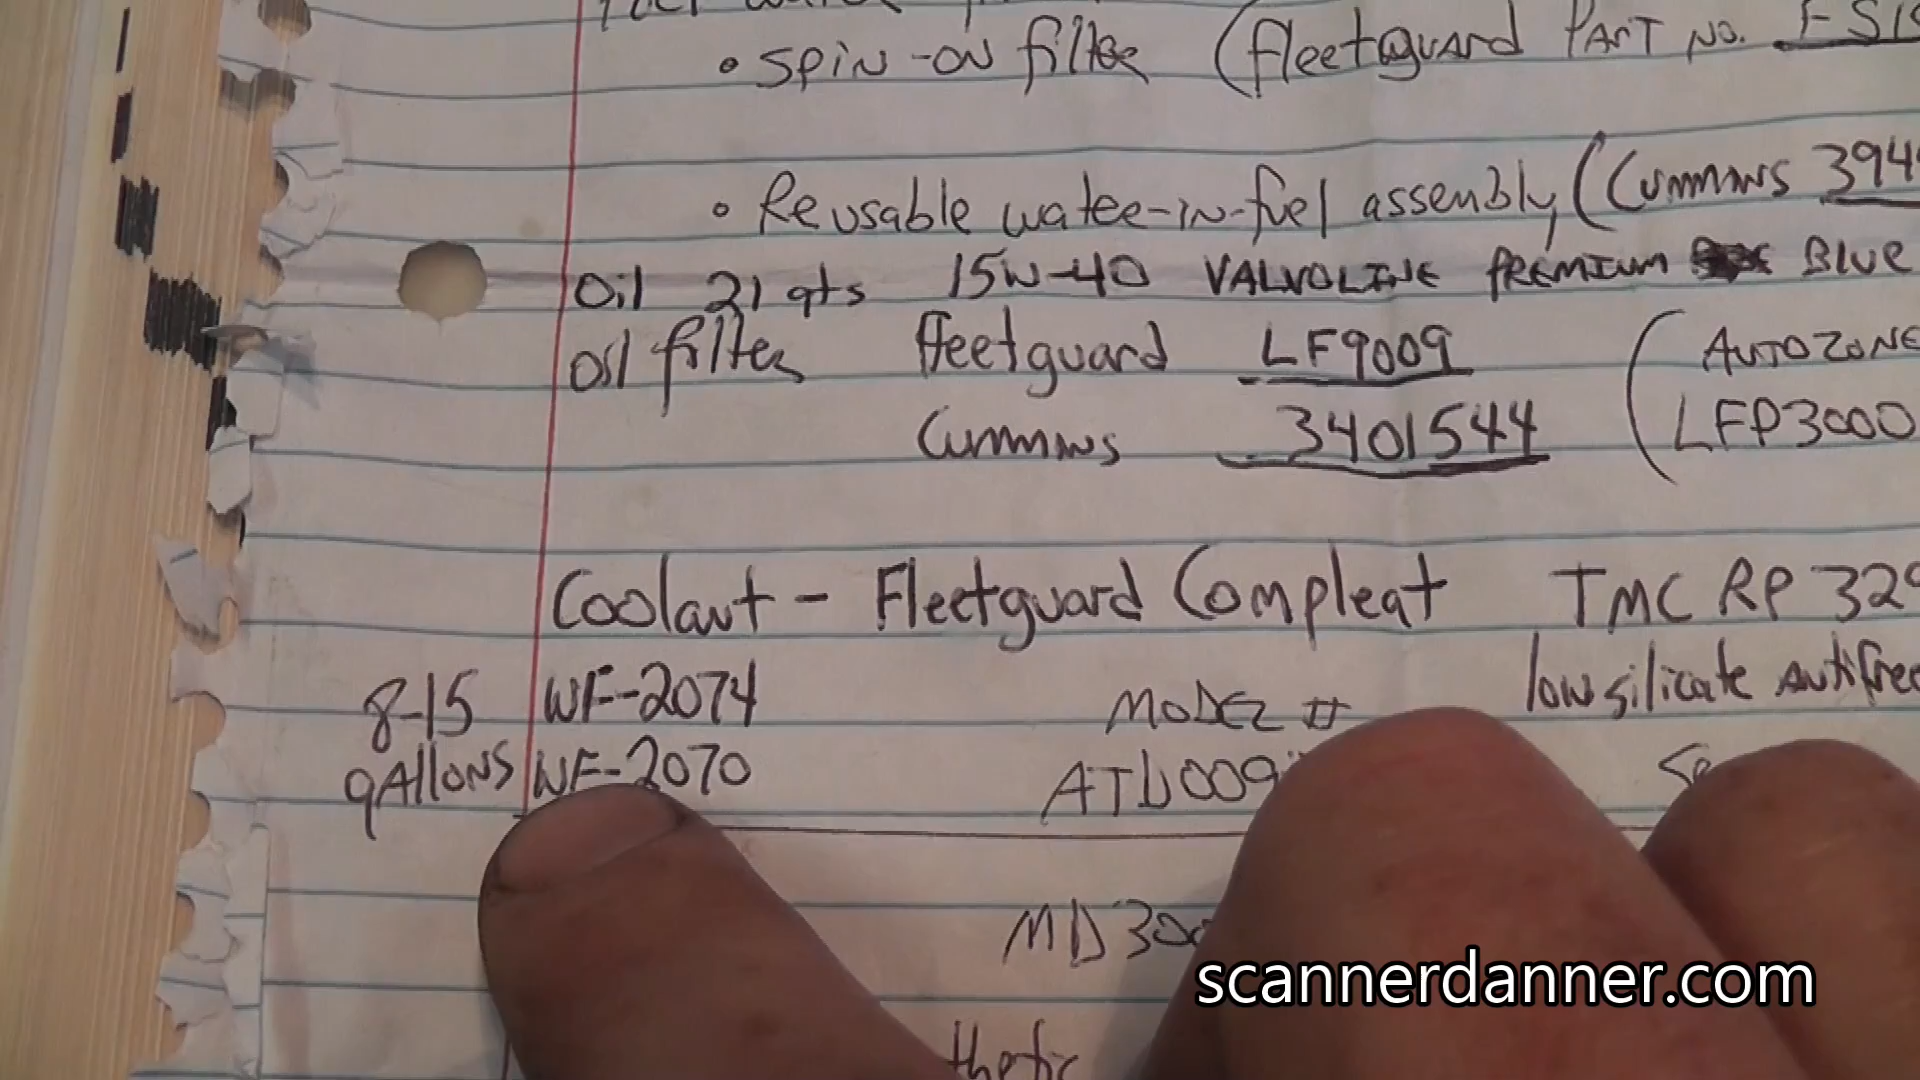 • Spin-on filter (fleetguard PART No.
• Reusable water-in-fuel assembly (Cummins
Oil 21 qts 15W-40 VALVOLINE PREMIUM BLUE
oil filter fleetguard LF9009 (AUTOZONE
Cummins 3401544 LFP3000
Coolant - Fleetguard Compleat TMC RP 329
8-15 WF-2074 MODEL # low silicate
gallons WF-2070
scannerdanner.com